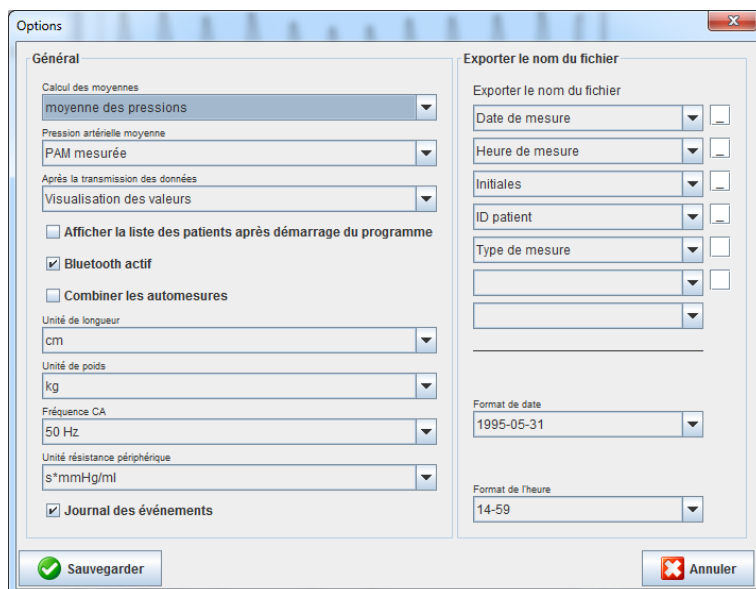 Options
Général
Calcul des moyennes
moyenne des pressions
Pression artérielle moyenne
PAM mesurée
Après la transmission des données
Visualisation des valeurs
Afficher la liste des patients après démarrage du programme
Bluetooth actif
Combiner les automesures
Unité de longueur
cm
Unité de poids
kg
Fréquence CA
50 Hz
Unité résistance périphérique
s*mmHg/ml
Journal des événements
Exporter le nom du fichier
Exporter le nom du fichier
Date de mesure _
Heure de mesure _
Initiales _
ID patient _
Type de mesure
Format de date
1995-05-31
Format de l'heure
14-59
Sauvegarder
Annuler